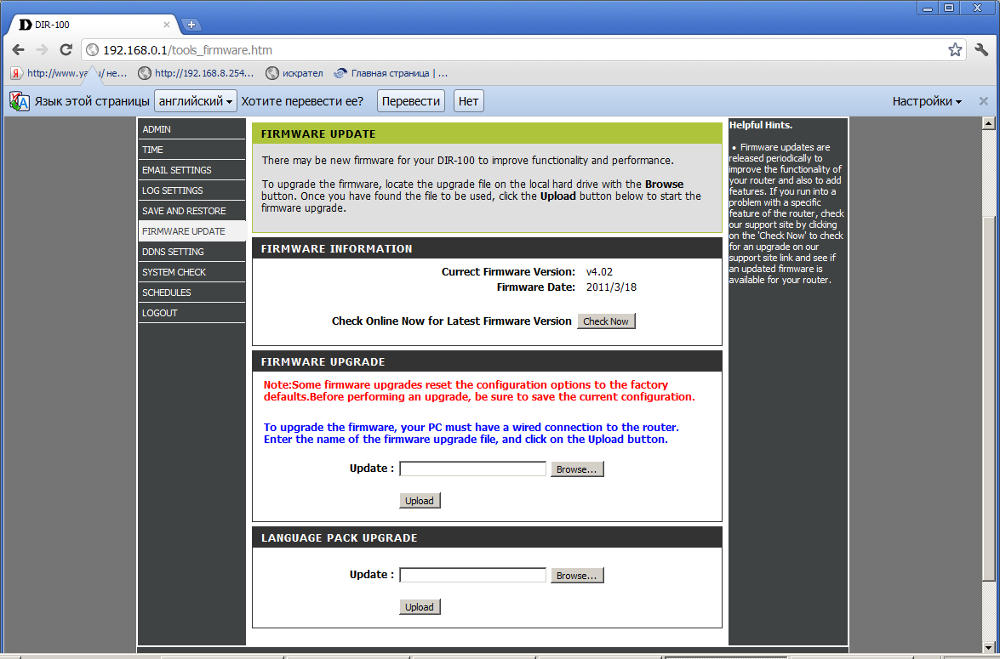 DIR-100
192.168.0.1/tools_firmware.htm
http://www.ya
u/не...
http://192.168.8.254...
искрател
Главная страница | ...
Язык этой страницы английский Хотите перевести ее? Перевести Нет Настройки
ADMIN
TIME
EMAIL SETTINGS
LOG SETTINGS
SAVE AND RESTORE
FIRMWARE UPDATE
DDNS SETTING
SYSTEM CHECK
SCHEDULES
LOGOUT
FIRMWARE UPDATE
There may be new firmware for your DIR-100 to improve functionality and performance.
To upgrade the firmware, locate the upgrade file on the local hard drive with the Browse
button. Once you have found the file to be used, click the Upload button below to start the
firmware upgrade.
FIRMWARE INFORMATION
Currect Firmware Version: v4.02
Firmware Date: 2011/3/18
Check Online Now for Latest Firmware Version Check Now
FIRMWARE UPGRADE
Note:Some firmware upgrades reset the configuration options to the factory
defaults.Before performing an upgrade, be sure to save the current configuration.
To upgrade the firmware, your PC must have a wired connection to the router.
Enter the name of the firmware upgrade file, and click on the Upload button.
Update : Browse...
Upload
LANGUAGE PACK UPGRADE
Update : Browse...
Upload
Helpful Hints.
• Firmware updates are
released periodically to
improve the functionality of
your router and also to add
features. If you run into a
problem with a specific
feature of the router, check
our support site by clicking
on the 'Check Now' to check
for an upgrade on our
support site link and see if
an updated firmware is
available for your router.